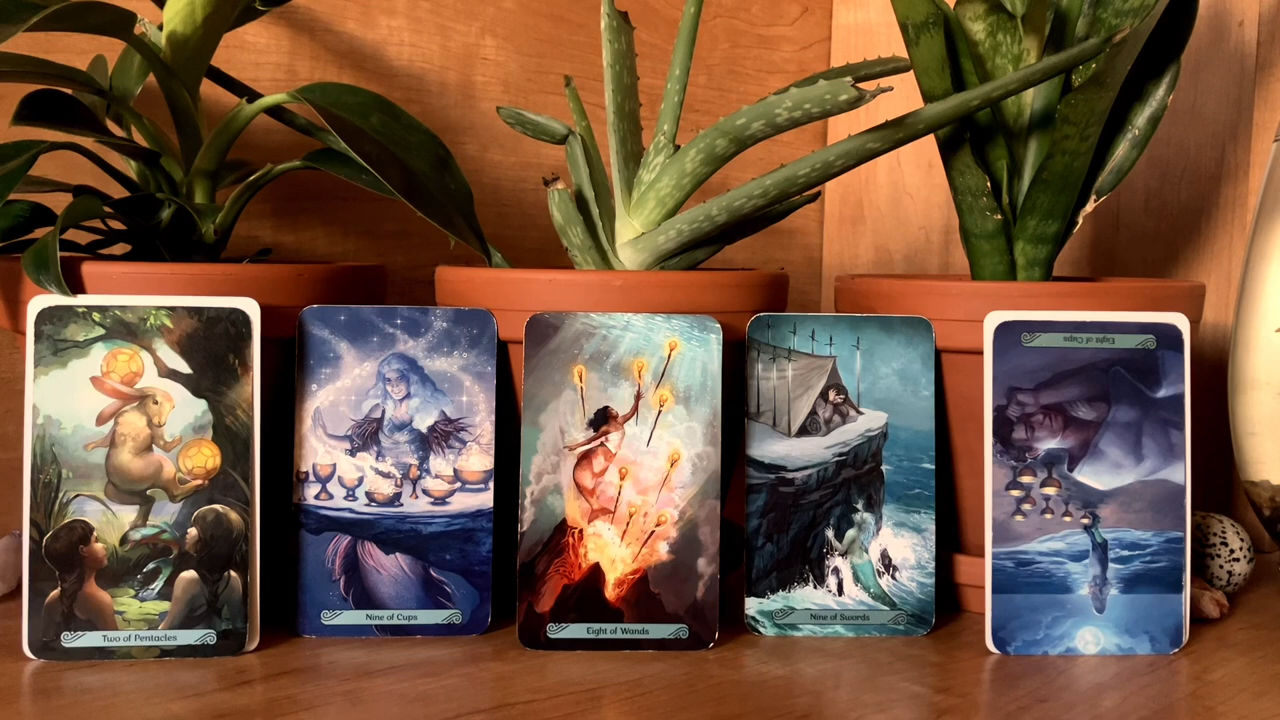 Two of Pentacles
Nine of Cups
Eight of Wands
Nine of Swords
Eight of Cups